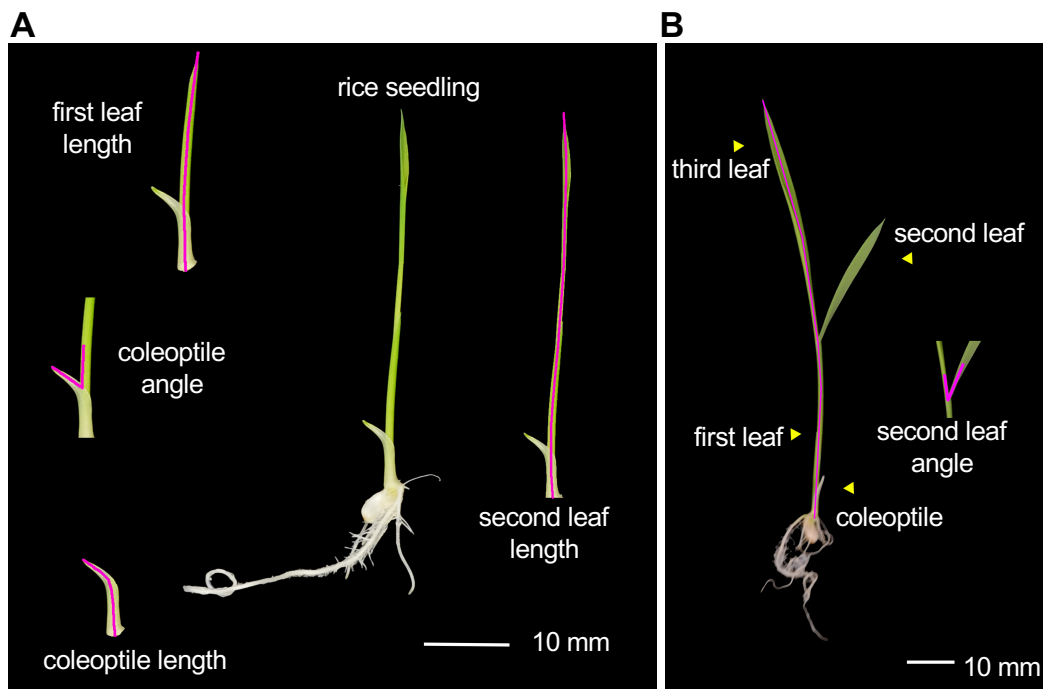 A
first leaf
length
rice seedling
coleoptile
angle
second leaf
length
coleoptile length
10 mm
B
third leaf
second leaf
first leaf
second leaf
angle
coleoptile
10 mm